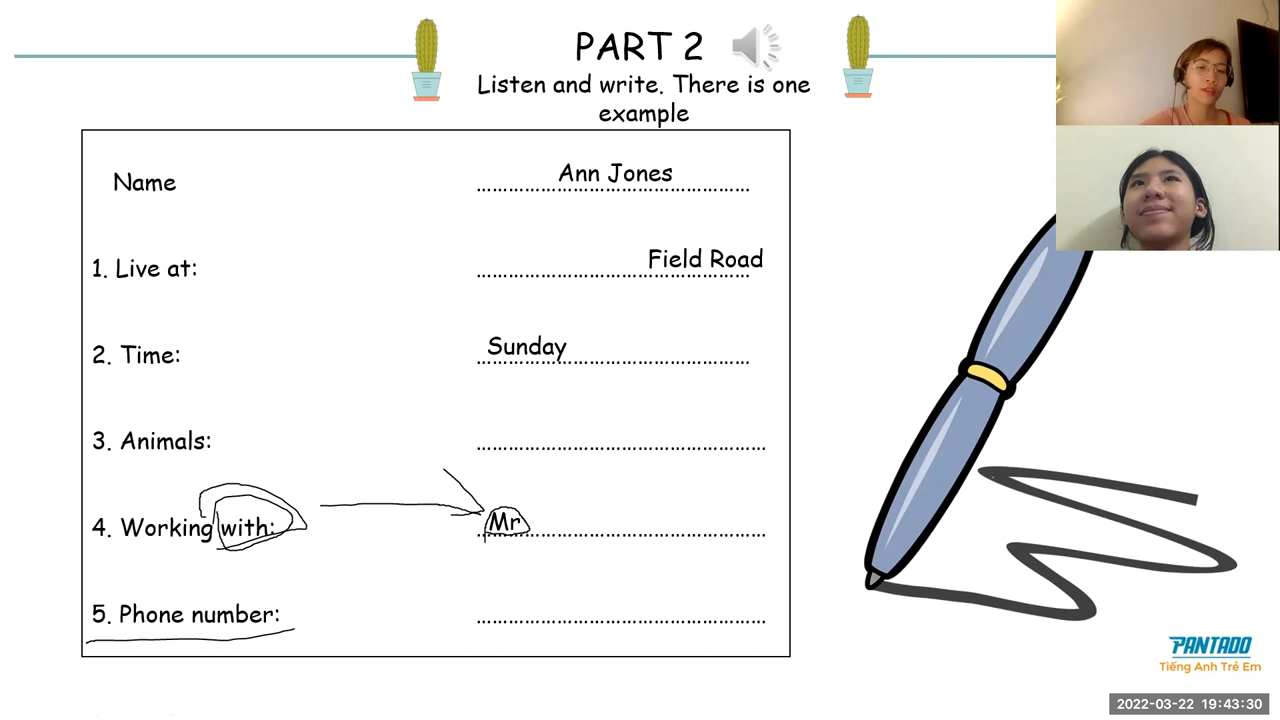 PART 2
Listen and write. There is one
example
Name
Ann Jones
………………………………………………
1. Live at:
Field Road
………………………………………………
2. Time:
Sunday
………………………………………………
3. Animals:
…………………………………………………
4. Working with:
Mr
…………………………………………………
5. Phone number:
…………………………………………………
PANTADO
Tiếng Anh Trẻ Em
2022-03-22 19:43:30